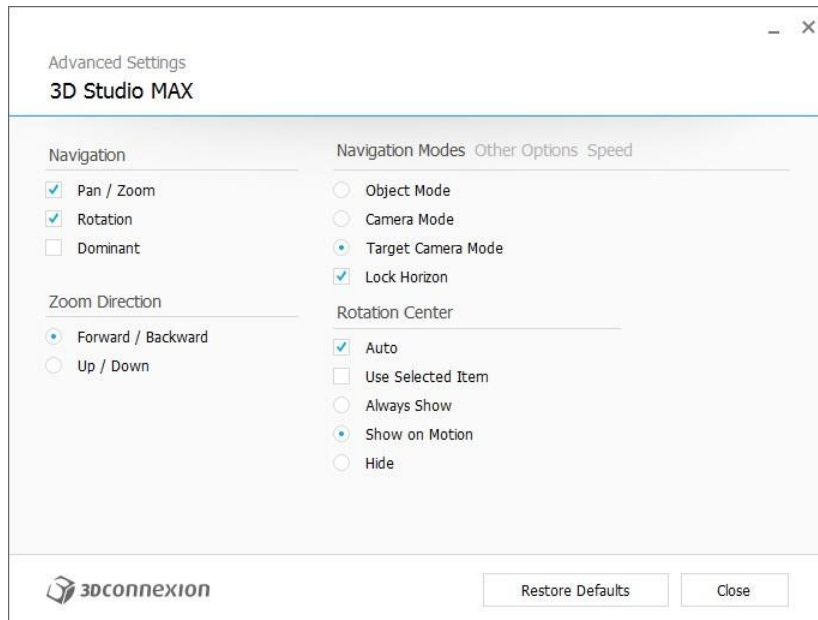 Advanced Settings
3D Studio MAX
Navigation
Pan / Zoom
Rotation
Dominant
Zoom Direction
Forward / Backward
Up / Down
Navigation Modes Other Options Speed
Object Mode
Camera Mode
Target Camera Mode
Lock Horizon
Rotation Center
Auto
Use Selected Item
Always Show
Show on Motion
Hide
3Dconnexion
Restore Defaults
Close